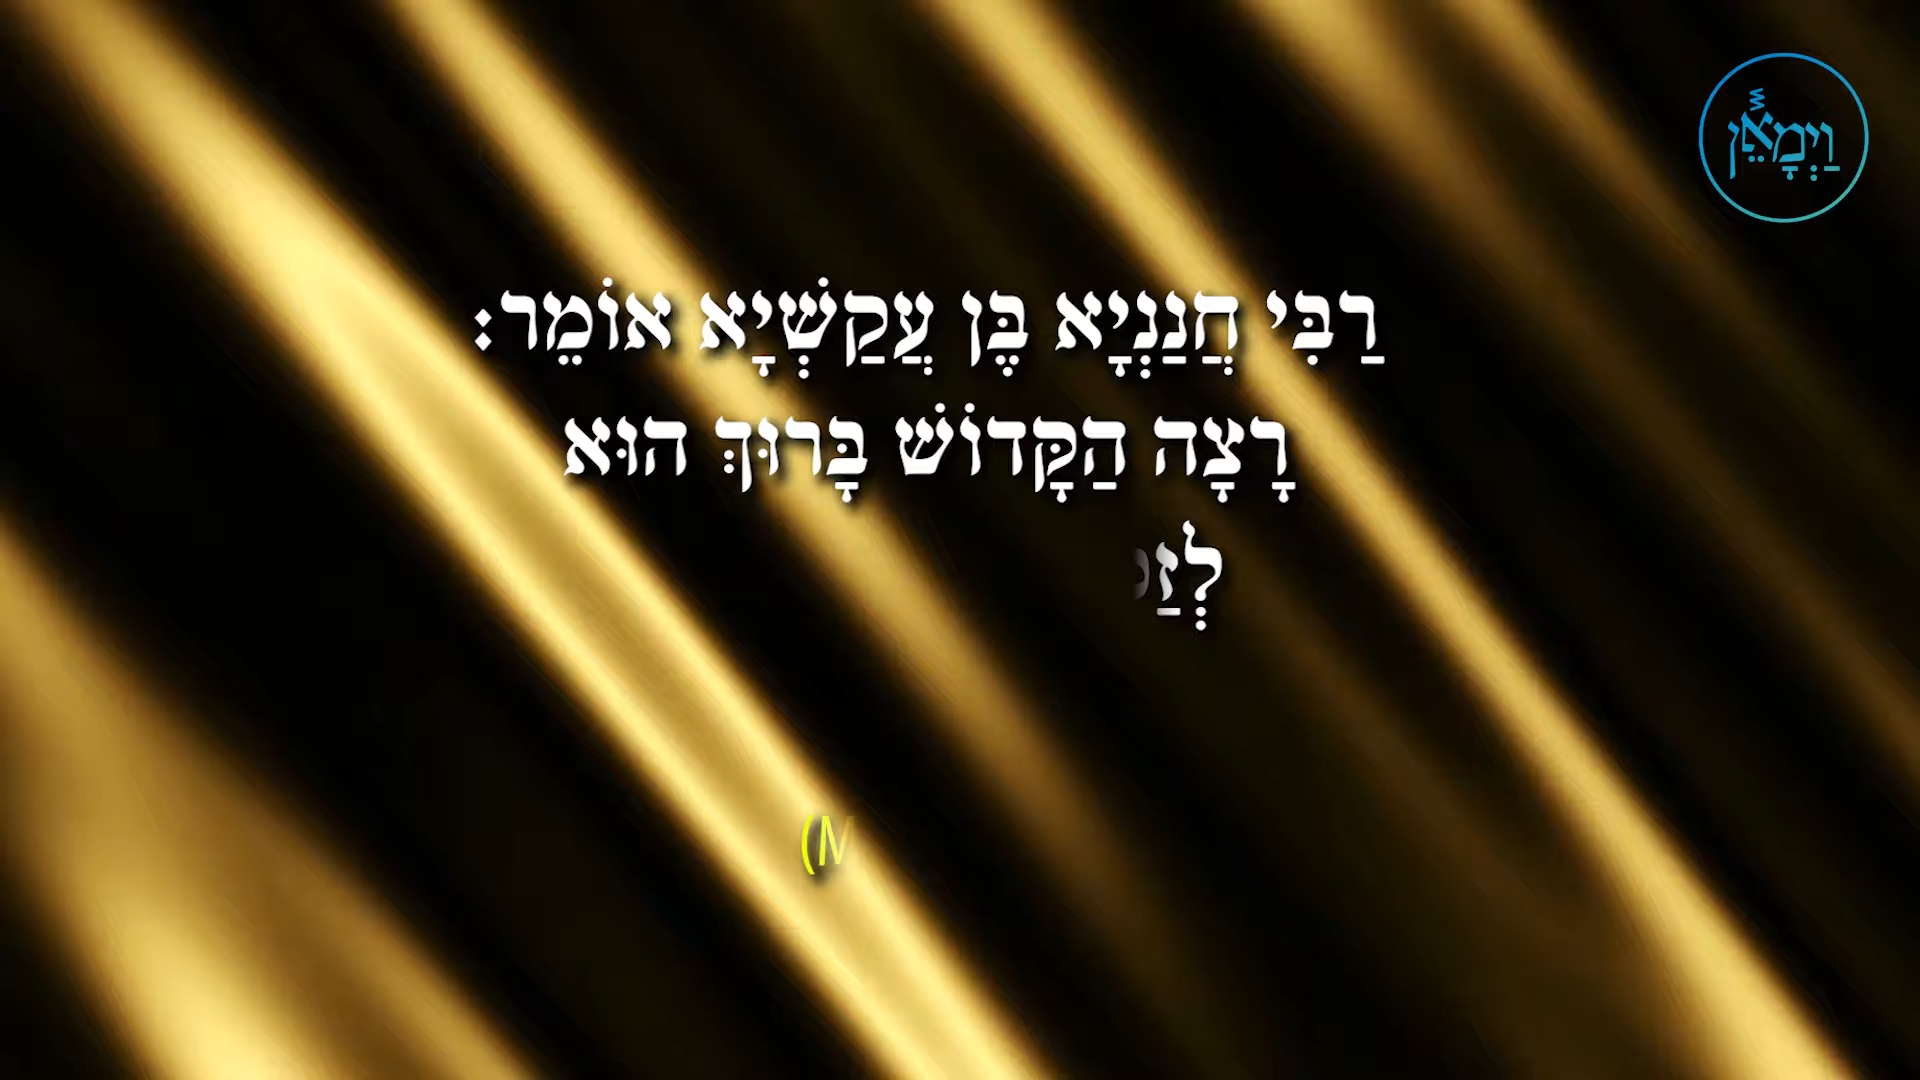 וַיְמָאֵן
רַבִּי חֲנַנְיָא בֶּן עֲקַשְׁיָא אוֹמֵר:
רָצָה הַקָּדוֹשׁ בָּרוּךְ הוּא
לְזַ
(M